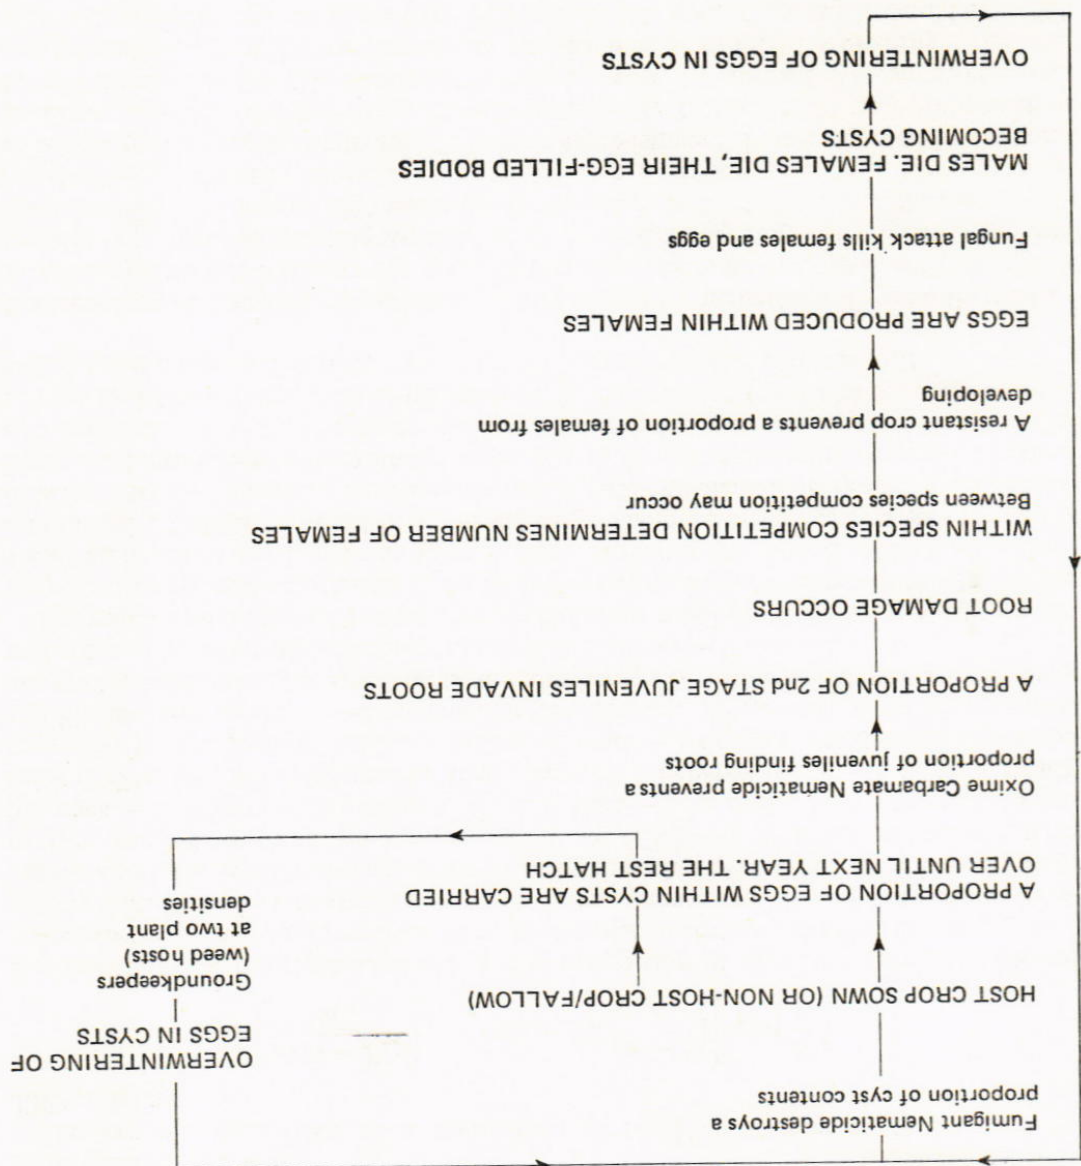 Fumigant Nematicide destroys a
proportion of cyst contents
OVERWINTERING OF
EGGS IN CYSTS
Groundkeepers
(weed hosts)
at two plant
densities
HOST CROP SOWN (OR NON-HOST CROP/FALLOW)
A PROPORTION OF EGGS WITHIN CYSTS ARE CARRIED
OVER UNTIL NEXT YEAR. THE REST HATCH
Oxime Carbamate Nematicide prevents a
proportion of juveniles finding roots
A PROPORTION OF 2nd STAGE JUVENILES INVADE ROOTS
ROOT DAMAGE OCCURS
WITHIN SPECIES COMPETITION DETERMINES NUMBER OF FEMALES
Between species competition may occur
A resistant crop prevents a proportion of females from
developing
EGGS ARE PRODUCED WITHIN FEMALES
Fungal attack kills females and eggs
MALES DIE. FEMALES DIE, THEIR EGG-FILLED BODIES
BECOMING CYSTS
OVERWINTERING OF EGGS IN CYSTS